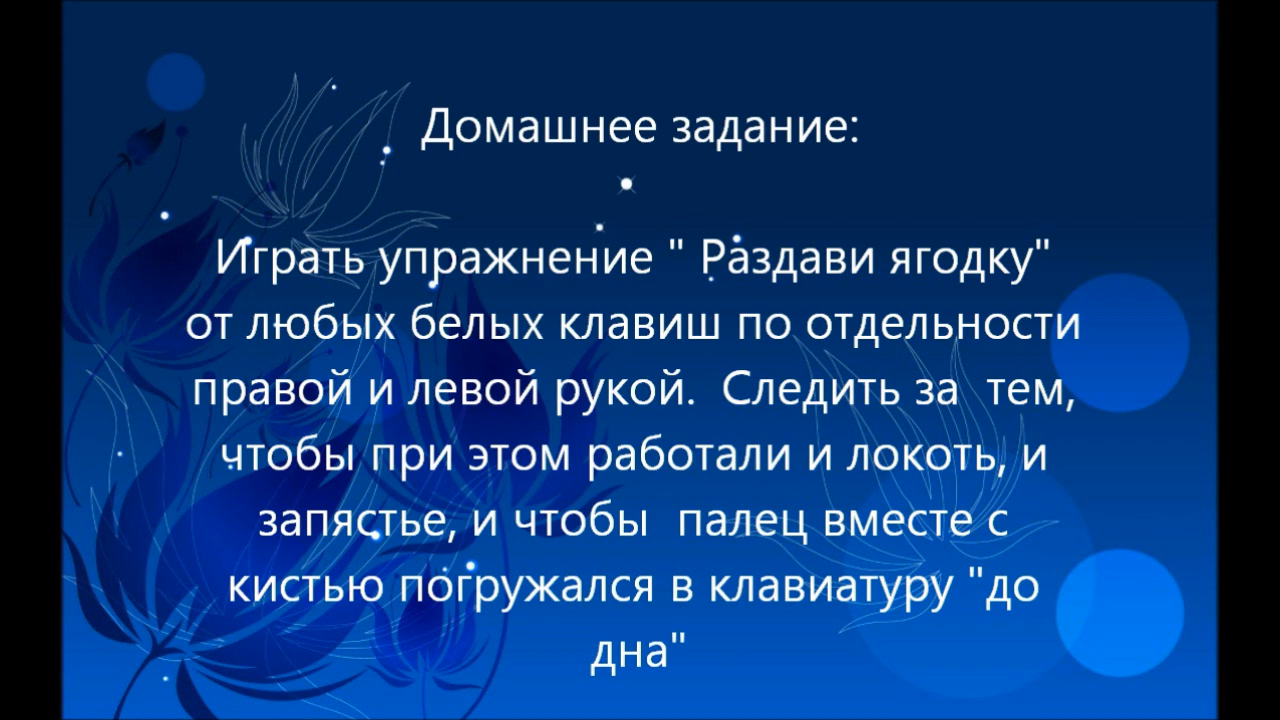 Домашнее задание:
Играть упражнение " Раздави ягодку"
от любых белых клавиш по отдельности
правой и левой рукой.  Следить за  тем,
чтобы при этом работали и локоть, и
запястье, и чтобы  палец вместе с
кистью погружался в клавиатуру "до
дна"